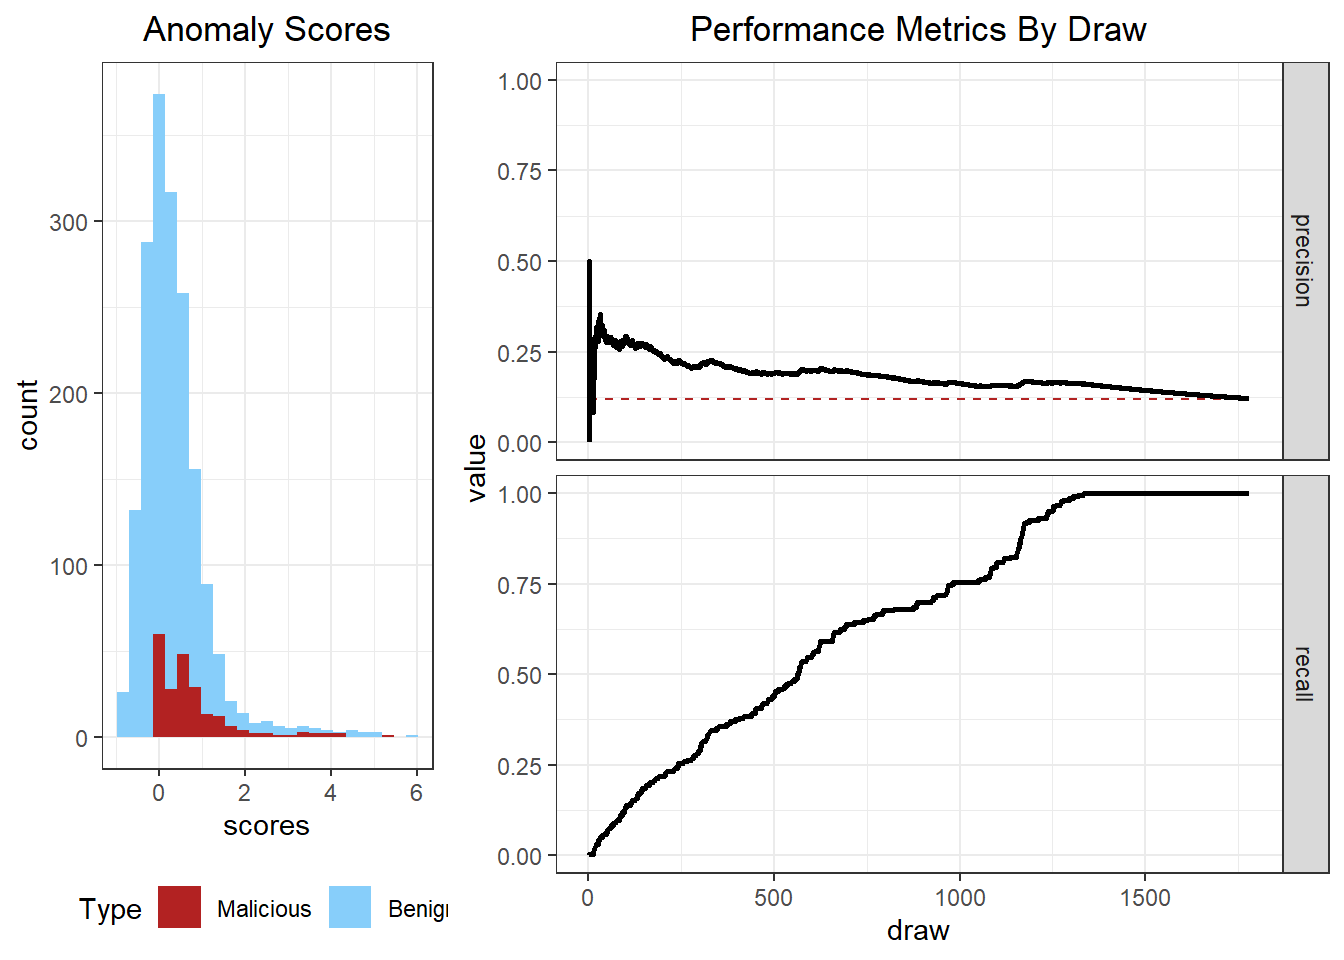 Anomaly Scores
count
300
200
100
0
0 2 4 6
scores
Type Malicious Benign
Performance Metrics By Draw
value
1.00
0.75
0.50
0.25
0.00
precision
1.00
0.75
0.50
0.25
0.00
recall
0 500 1000 1500
draw